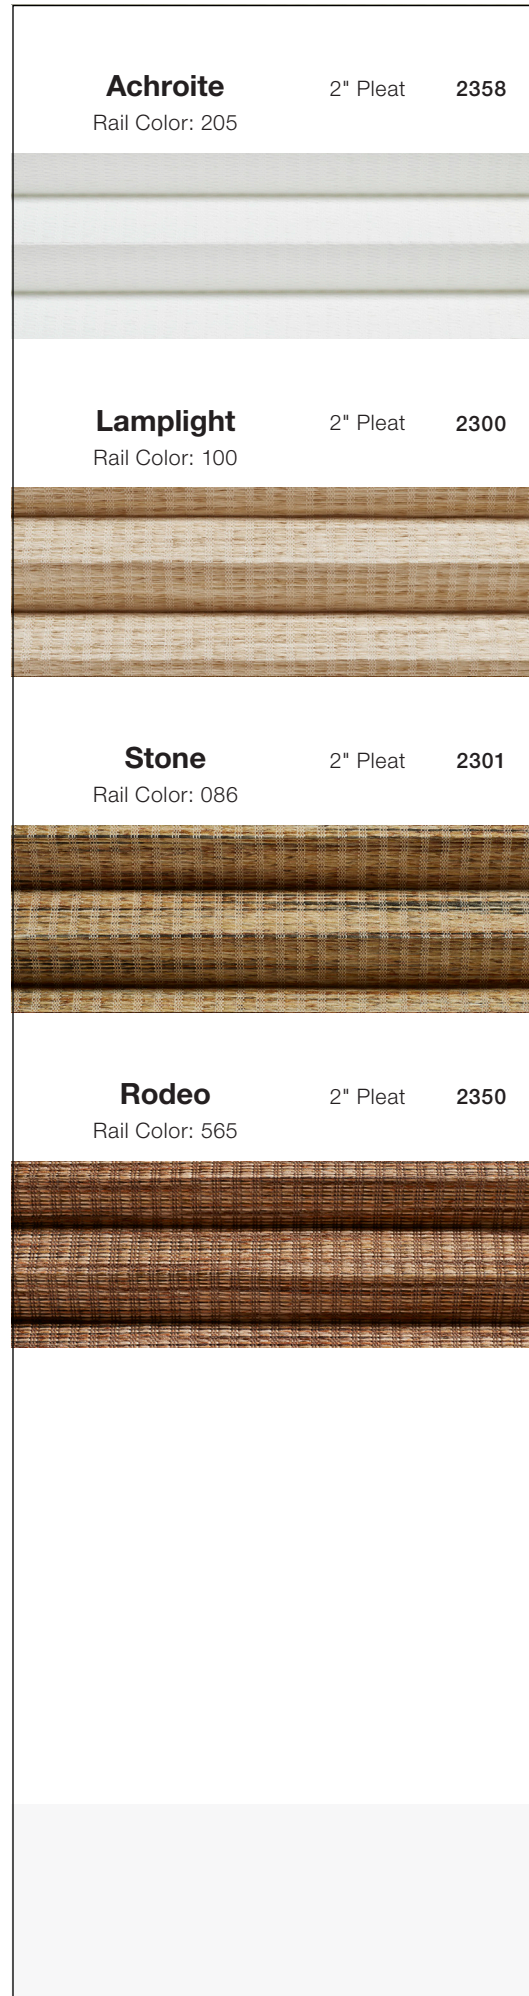 Achroite 2" Pleat 2358
Rail Color: 205
Lamplight 2" Pleat 2300
Rail Color: 100
Stone 2" Pleat 2301
Rail Color: 086
Rodeo 2" Pleat 2350
Rail Color: 565